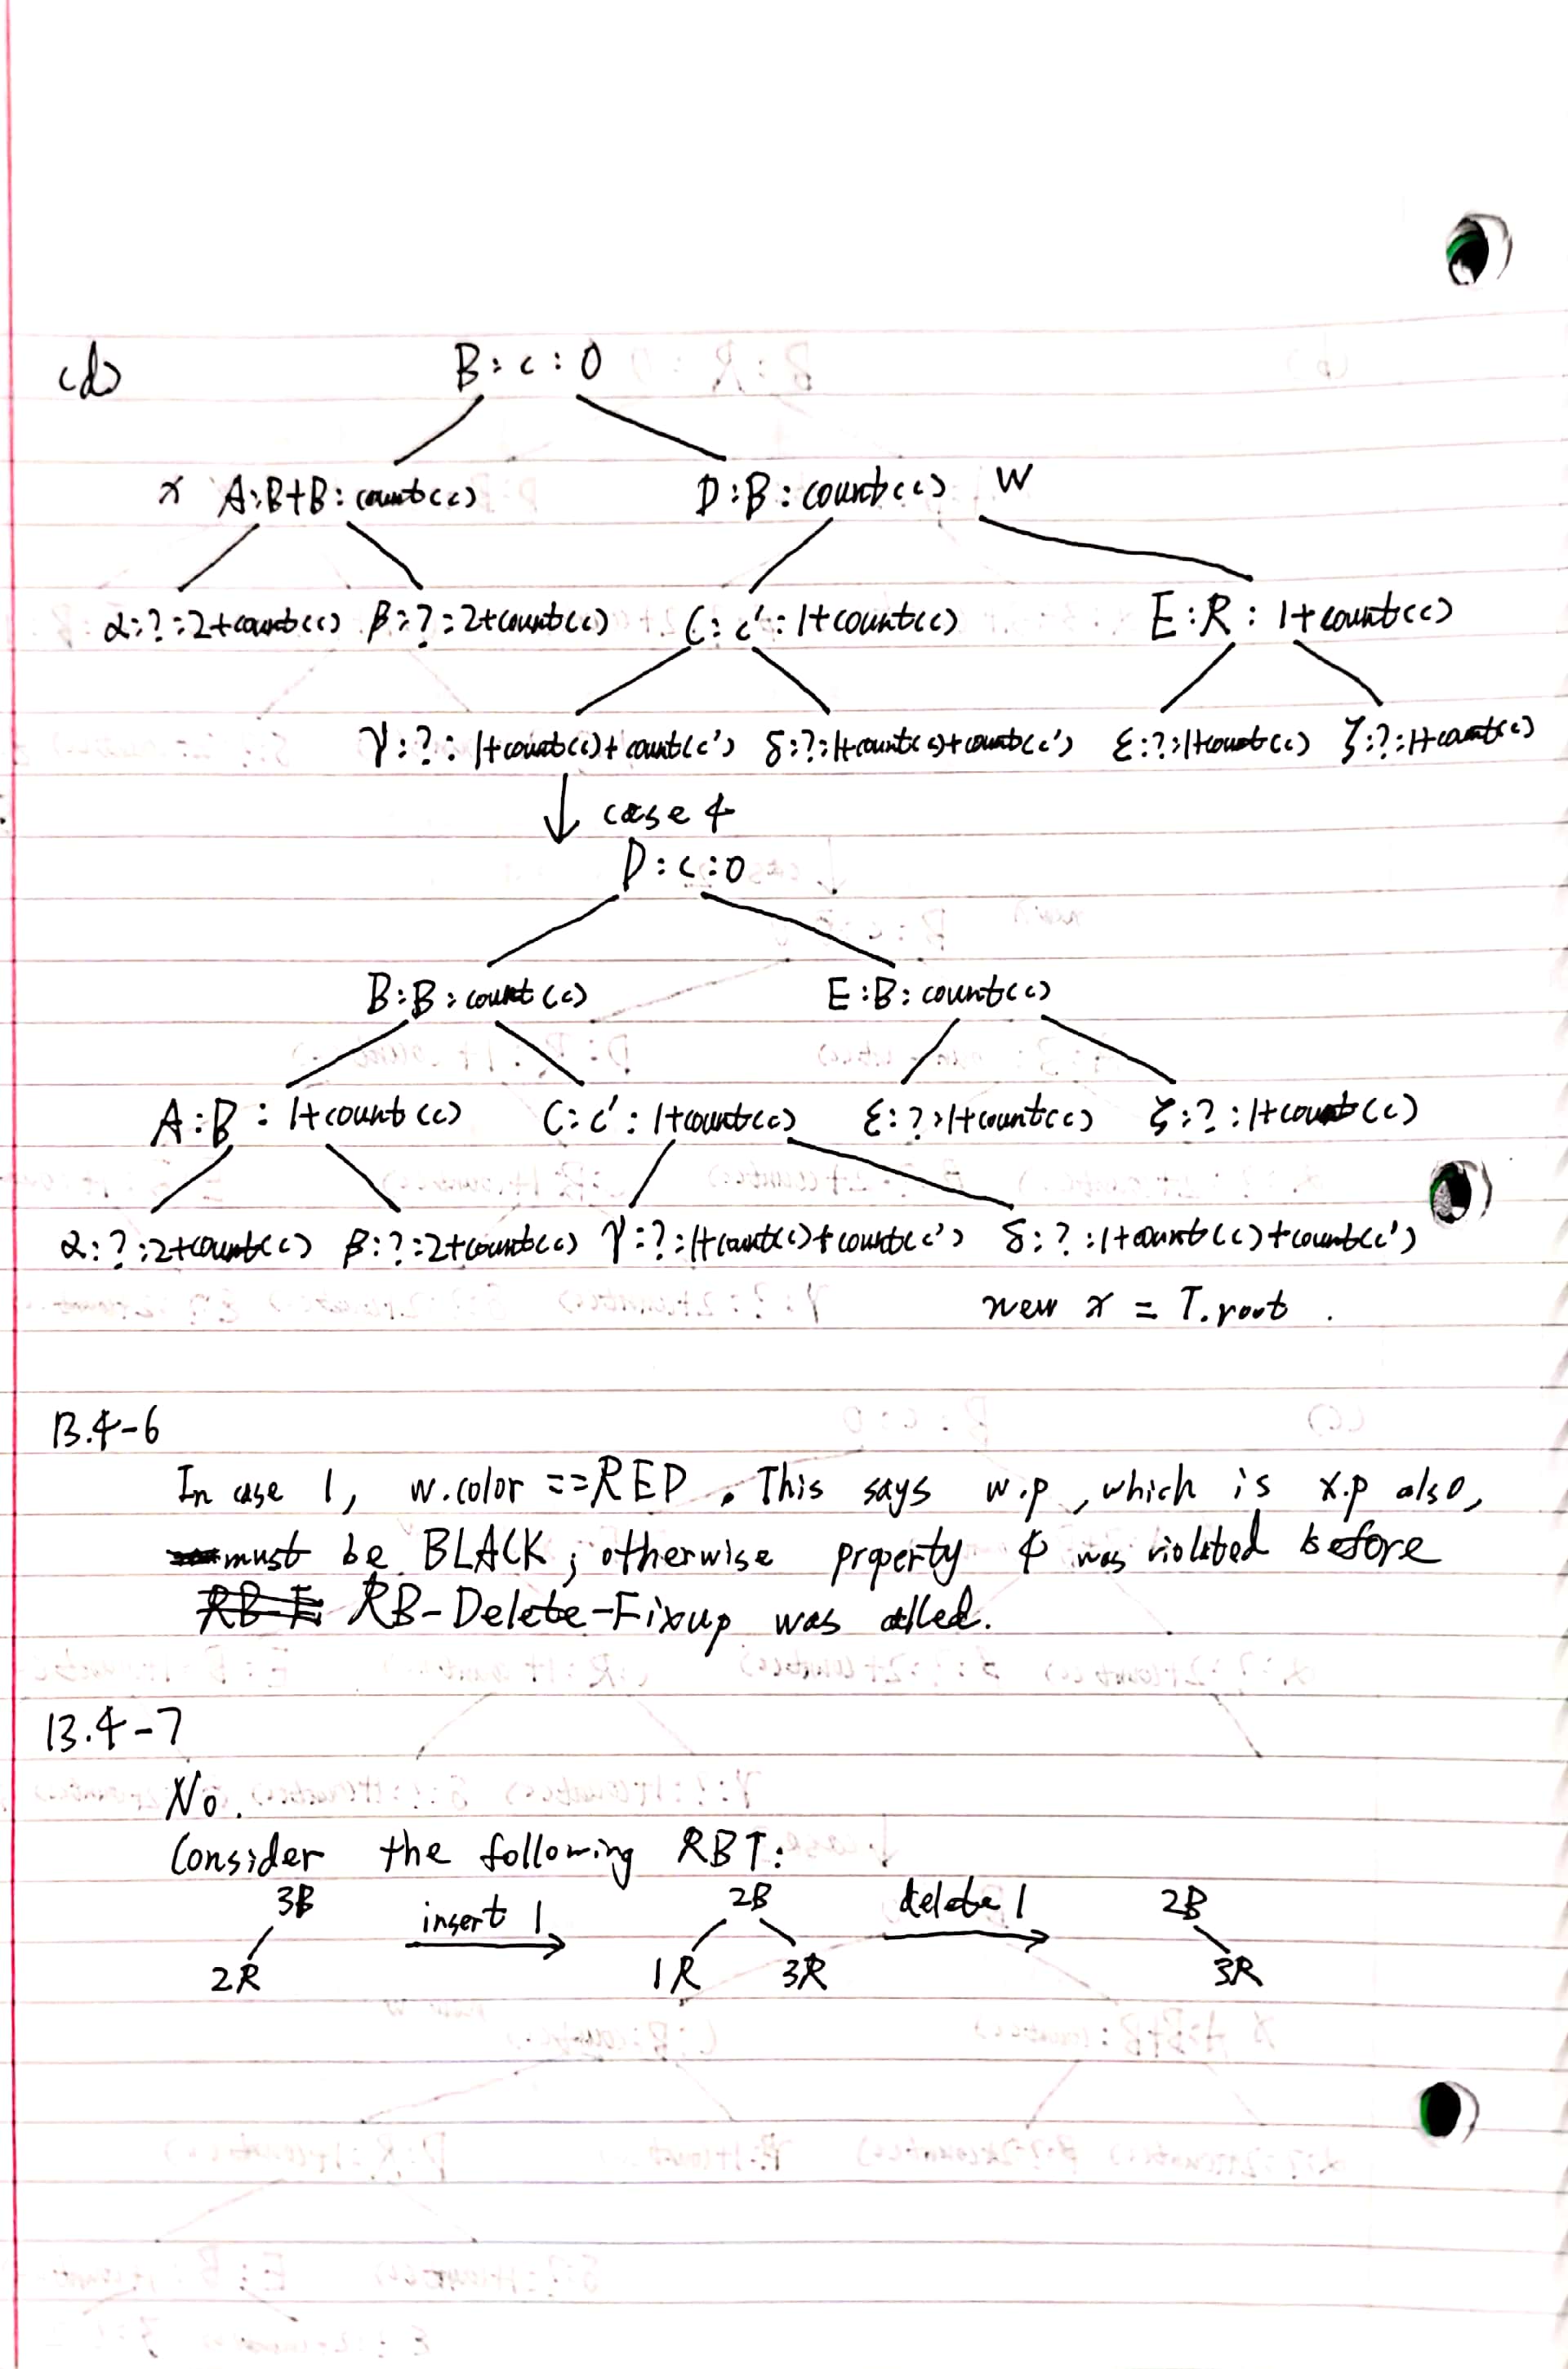 (d)
B:c:0
x A:B+B:count(c) D:B:count(c) w
α:?:2+count(c) β:?:2+count(c) C:c':1+count(c) E:R:1+count(c)
γ:?:1+count(c)+count(c') δ:?:1+count(c)+count(c') ε:?:1+count(c) ζ:?:1+count(c)
↓ case 4
D:c:0
B:B:count(c) E:B:count(c)
A:B:1+count(c) C:c':1+count(c) ε:?:1+count(c) ζ:?:1+count(c)
α:?:2+count(c) β:?:2+count(c) γ:?:1+count(c)+count(c') δ:?:1+count(c)+count(c')
new x = T.root.
13.4-6
In case 1, w.color ==RED. This says w.p, which is x.p also,
must be BLACK; otherwise property 4 was violated before
RB-Delete-Fixup was called.
13.4-7
No.
Consider the following RBT:
3B insert 1 2B delete 1 2B
2R 1R 3R 3R